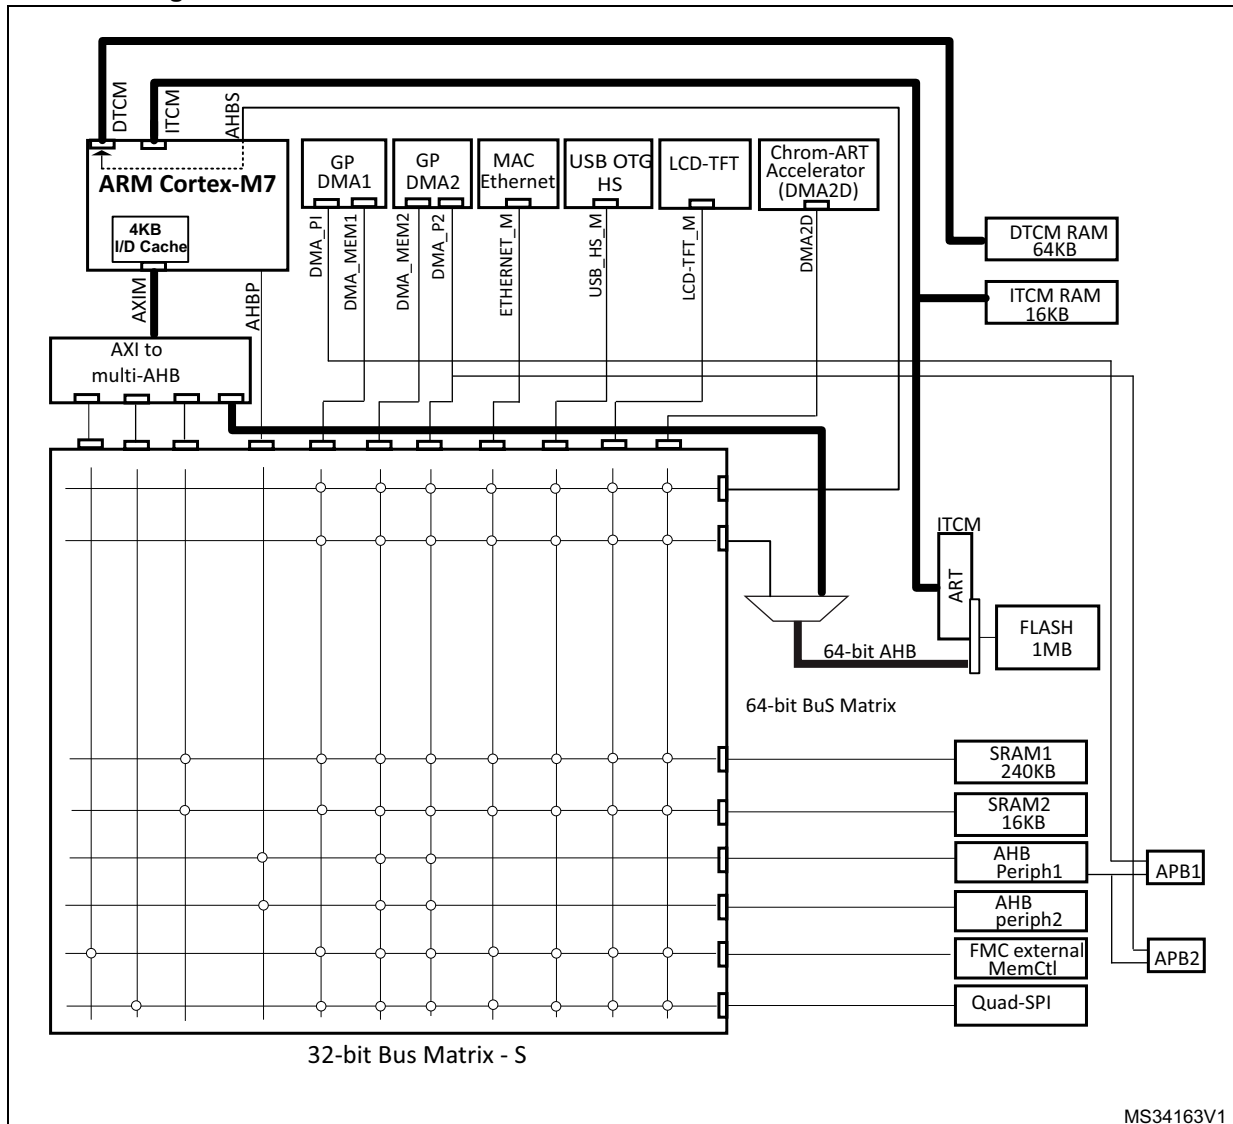 DTCM
ITCM
AHBS
ARM Cortex-M7
4KB
I/D Cache
AXIM
AHBP
GP
DMA1
GP
DMA2
MAC
Ethernet
USB OTG
HS
LCD-TFT
Chrom-ART
Accelerator
(DMA2D)
DMA_PI
DMA_MEM1
DMA_MEM2
DMA_P2
ETHERNET_M
USB_HS_M
LCD-TFT_M
DMA2D
DTCM RAM
64KB
ITCM RAM
16KB
AXI to
multi-AHB
ITCM
ART
FLASH
1MB
64-bit AHB
64-bit BuS Matrix
SRAM1
240KB
SRAM2
16KB
AHB
Periph1
APB1
AHB
periph2
FMC external
MemCtl
APB2
Quad-SPI
32-bit Bus Matrix - S
MS34163V1